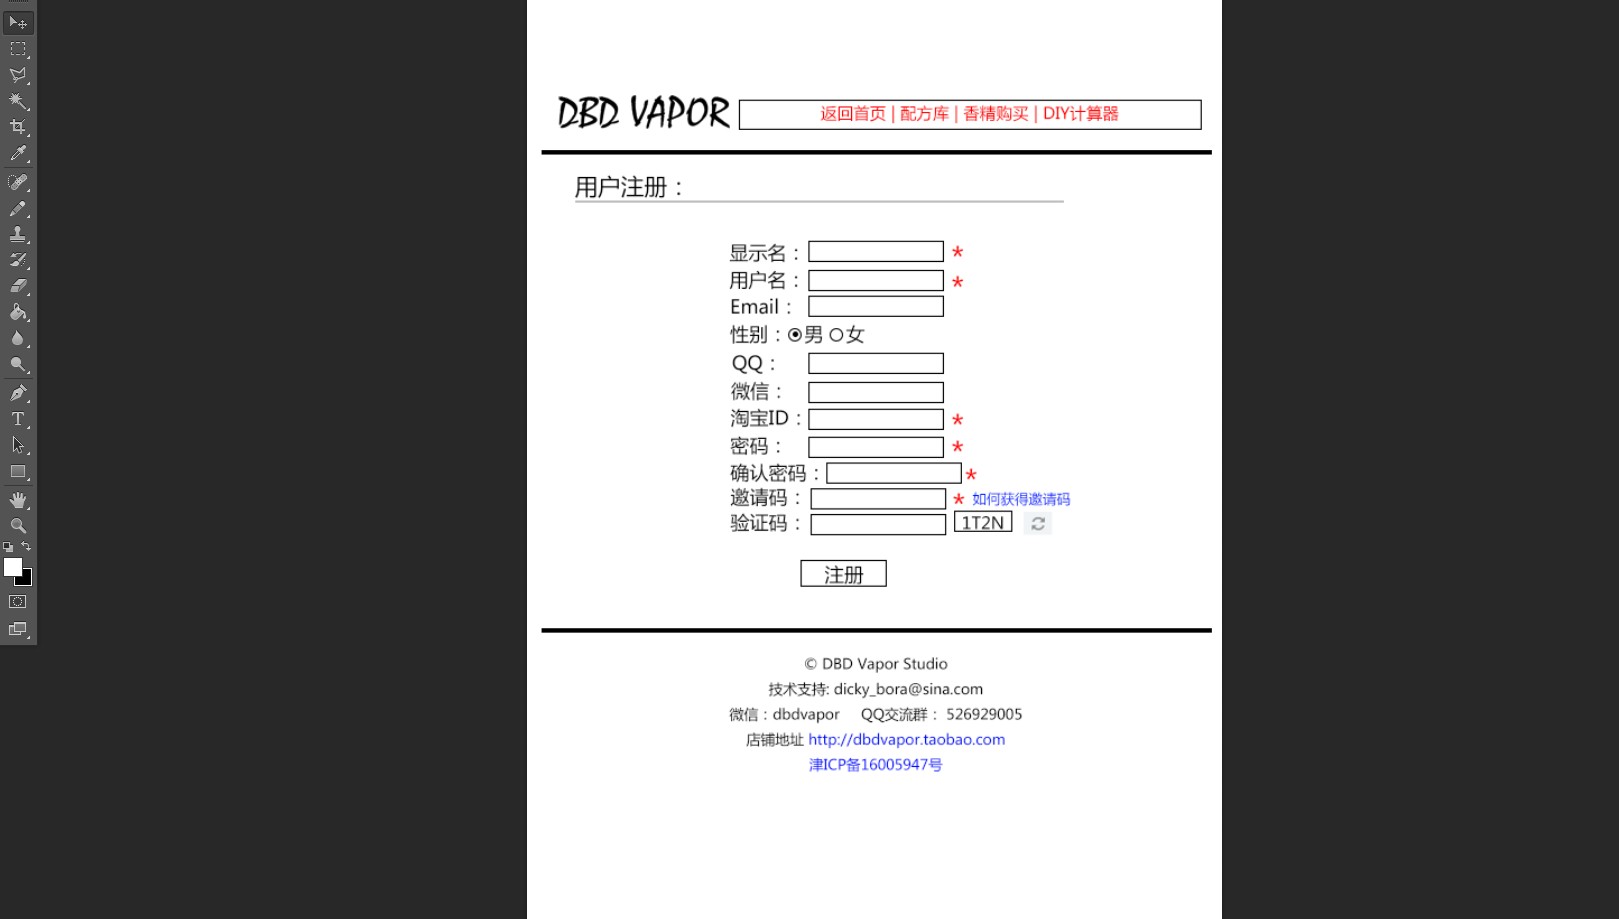 DBD VAPOR
返回首页 | 配方库 | 香精购买 | DIY计算器
用户注册：
显示名： *
用户名： *
Email：
性别：男 女
QQ：
微信：
淘宝ID： *
密码： *
确认密码： *
邀请码： * 如何获得邀请码
验证码： 1T2N
注册
© DBD Vapor Studio
技术支持: dicky_bora@sina.com
微信：dbdvapor QQ交流群： 526929005
店铺地址 http://dbdvapor.taobao.com
津ICP备16005947号